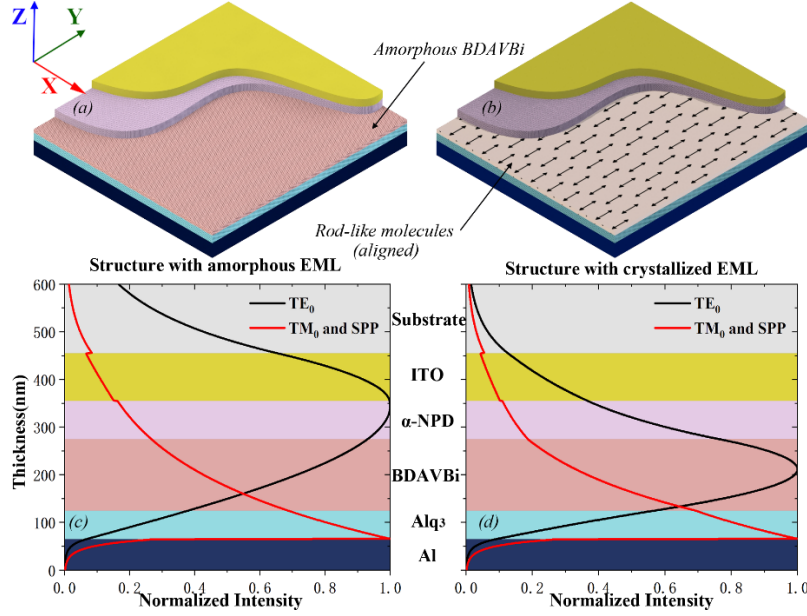 Z
Y
X
(a)
Amorphous BDAVBi
(b)
Rod-like molecules
(aligned)
Structure with amorphous EML
Structure with crystallized EML
600
500
400
300
200
100
0
Thickness(nm)
TE₀
TM₀ and SPP
(c)
0.0
0.2
0.4
0.6
0.8
1.0
Normalized Intensity
Substrate
ITO
α-NPD
BDAVBi
Alq₃
Al
TE₀
TM₀ and SPP
(d)
0.0
0.2
0.4
0.6
0.8
1.0
Normalized Intensity